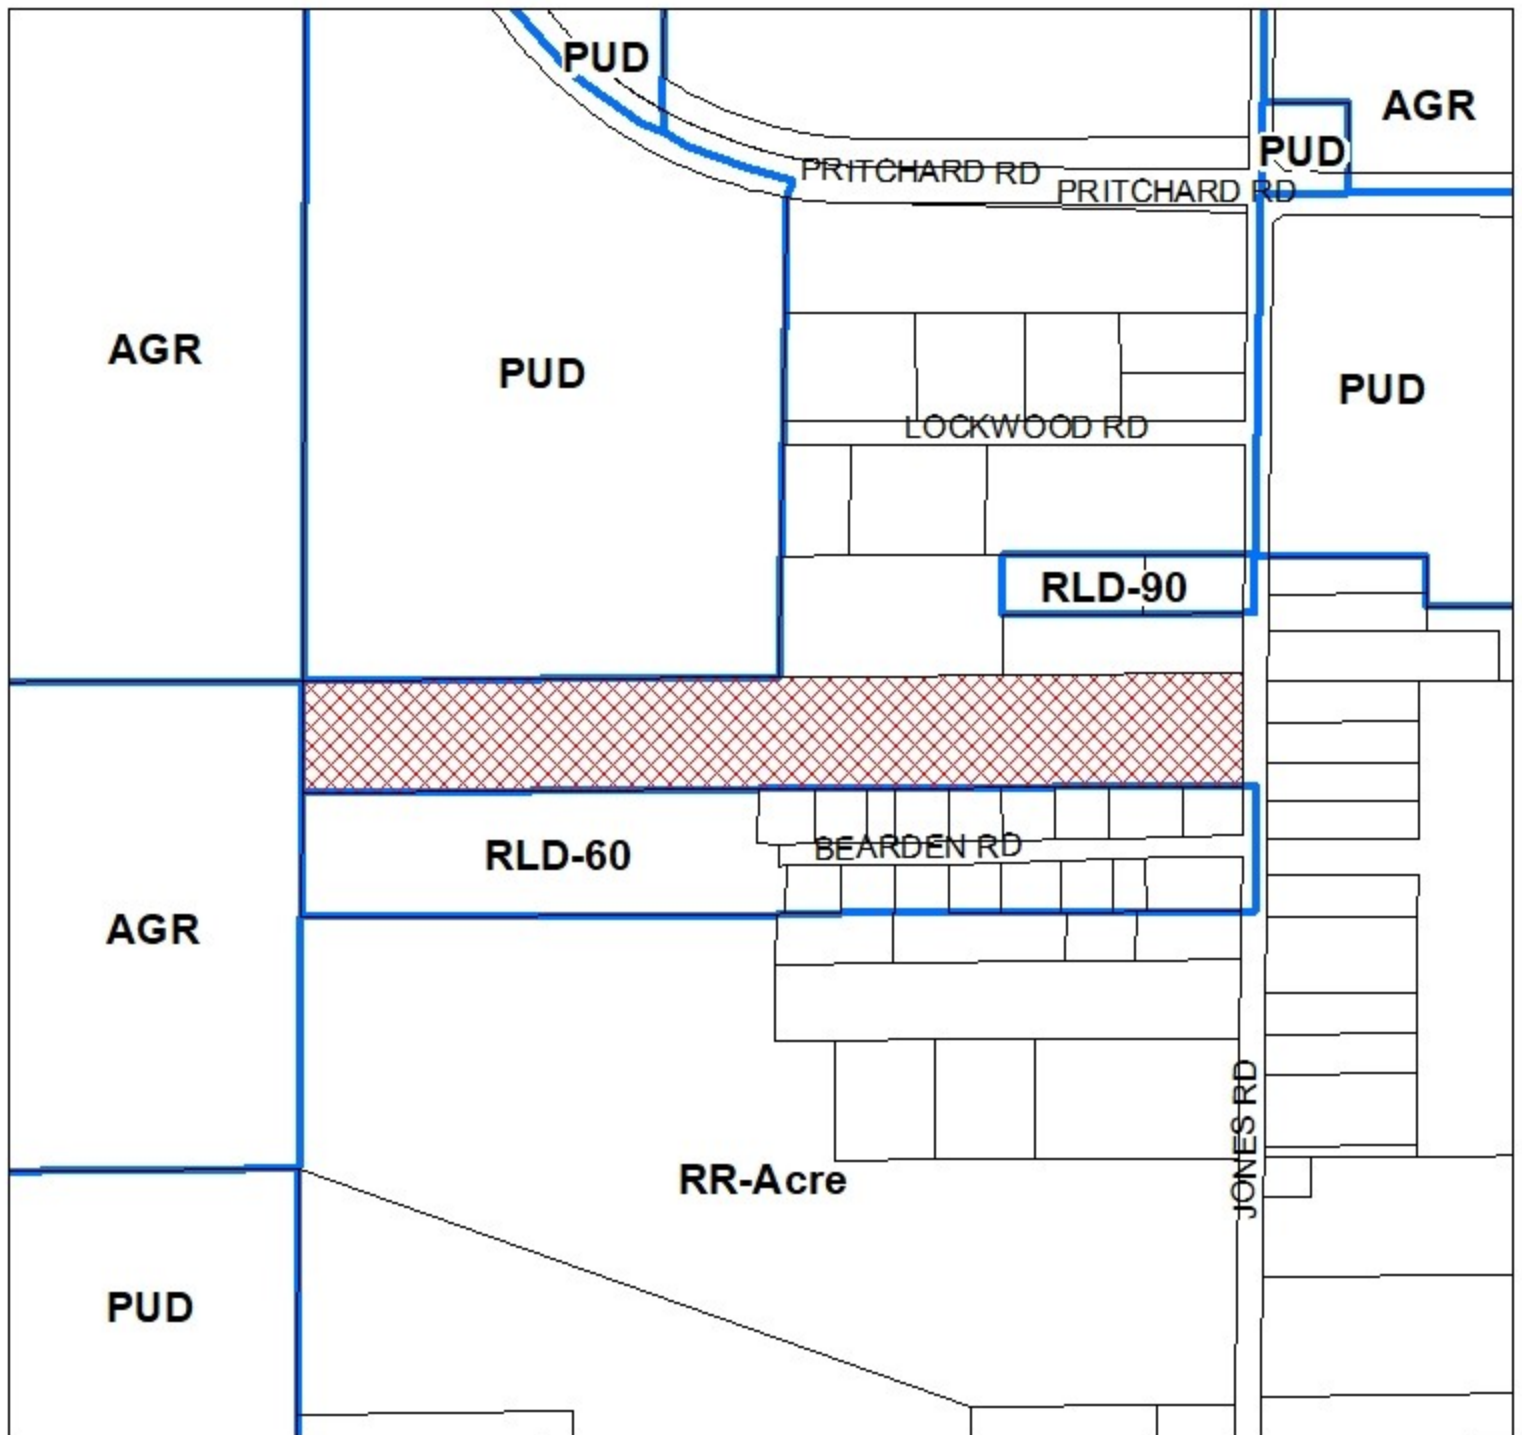 PUD
AGR
PUD
PRITCHARD RD
PRITCHARD RD
AGR
PUD
PUD
LOCKWOOD RD
RLD-90
BEARDEN RD
RLD-60
AGR
JONES RD
RR-Acre
PUD